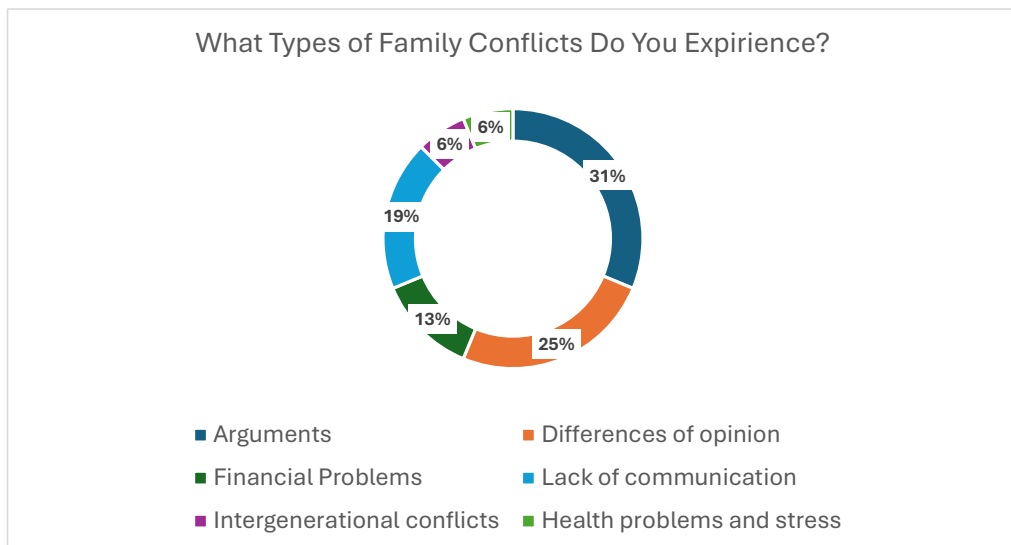 What Types of Family Conflicts Do You Expirience?
6%
6%
31%
19%
13%
25%
Arguments
Differences of opinion
Financial Problems
Lack of communication
Intergenerational conflicts
Health problems and stress